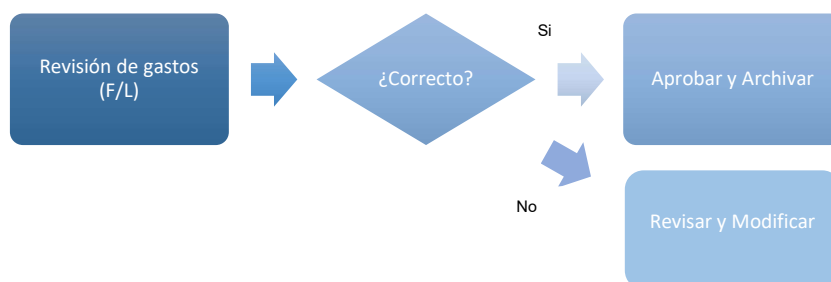 Revisión de gastos
(F/L)
¿Correcto?
Si
Aprobar y Archivar
No
Revisar y Modificar